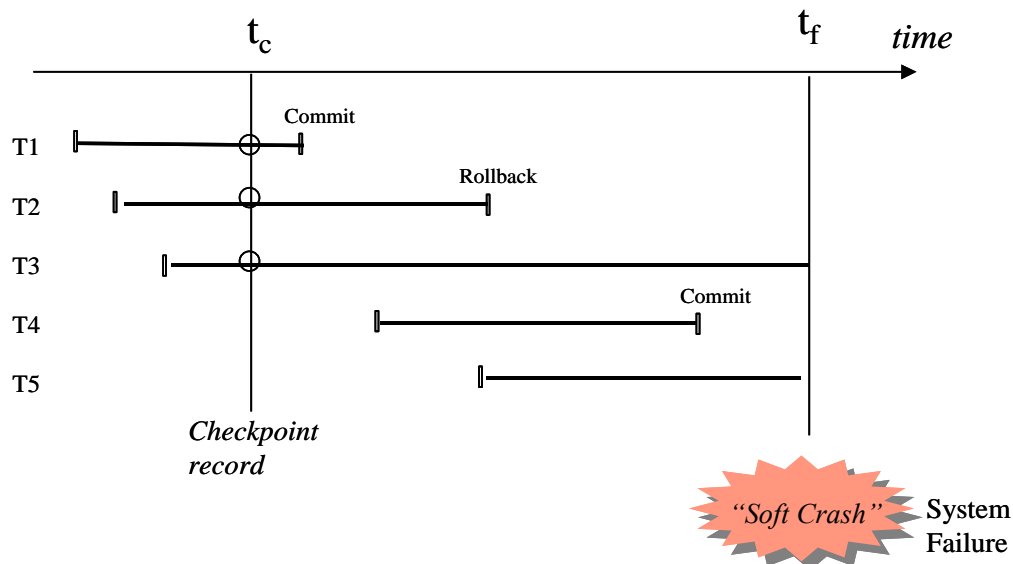 tc
tf
time
Commit
T1
Rollback
T2
T3
Commit
T4
T5
Checkpoint
record
“Soft Crash”
System
Failure